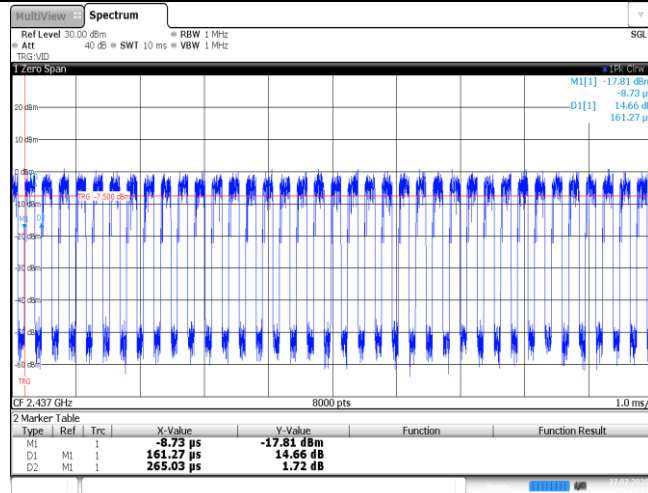 MultiView Spectrum
Ref Level 30.00 dBm RBW 1 MHz SGL
Att 40 dB SWT 10 ms VBW 1 MHz
TRG:VID
1 Zero Span 1Pk Clrw
M1[1] -17.81 dBm
-8.73 µs
D1[1] 14.66 dB
161.27 µs
20 dBm
10 dBm
0 dBm
TRG -7.500 dBm
-10 dBm
M1 D2
-20 dBm
-30 dBm
-40 dBm
-50 dBm
-60 dBm
TRG
CF 2.437 GHz 8000 pts 1.0 ms/
2 Marker Table
Type Ref Trc X-Value Y-Value Function Function Result
M1 1 -8.73 µs -17.81 dBm
D1 M1 1 161.27 µs 14.66 dB
D2 M1 1 265.03 µs 1.72 dB